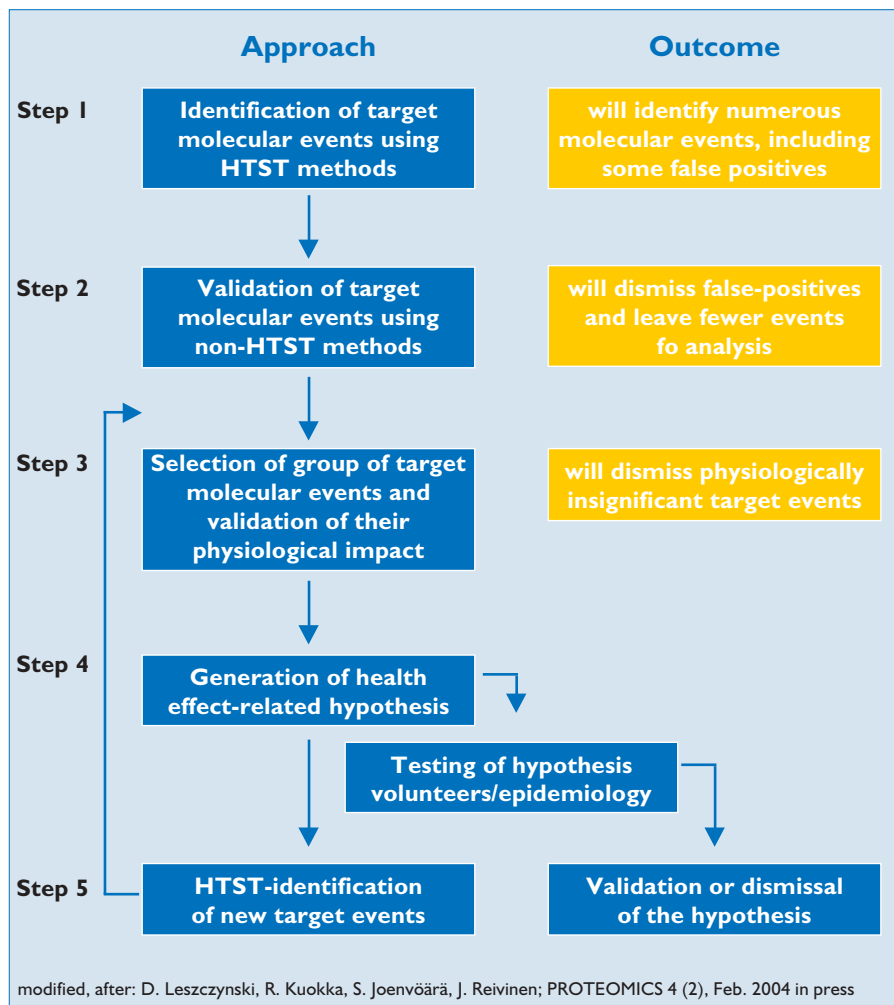 Approach
Outcome
Step 1
Identification of target
molecular events using
HTST methods
will identify numerous
molecular events, including
some false positives
Step 2
Validation of target
molecular events using
non-HTST methods
will dismiss false-positives
and leave fewer events
fo analysis
Step 3
Selection of group of target
molecular events and
validation of their
physiological impact
will dismiss physiologically
insignificant target events
Step 4
Generation of health
effect-related hypothesis
Testing of hypothesis
volunteers/epidemiology
Step 5
HTST-identification
of new target events
Validation or dismissal
of the hypothesis
modified, after: D. Leszczynski, R. Kuokka, S. Joenvöärä, J. Reivinen; PROTEOMICS 4 (2), Feb. 2004 in press